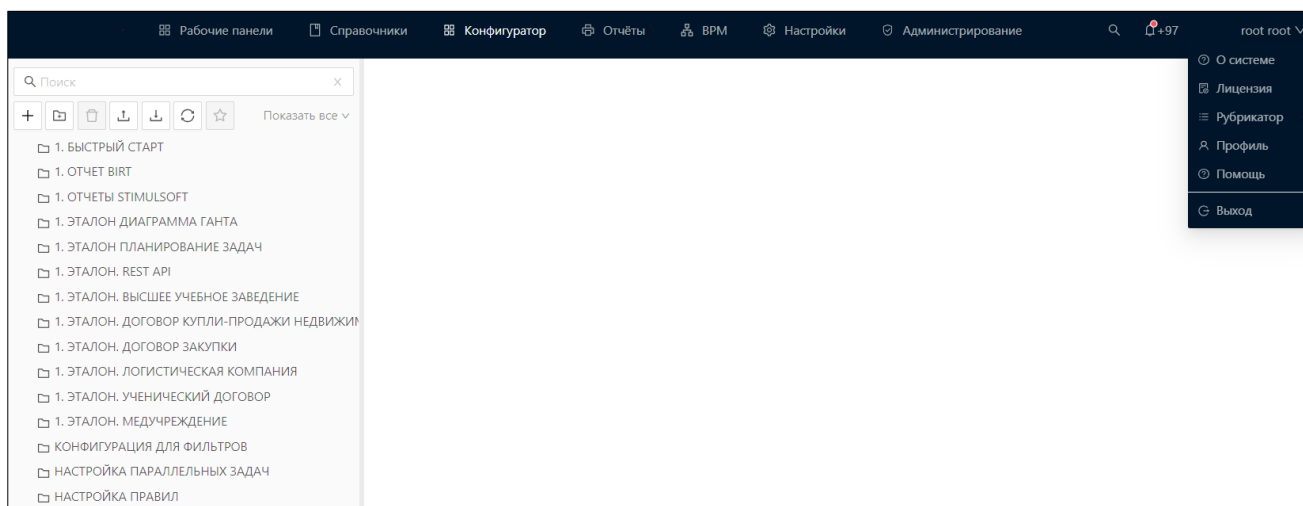 Рабочие панели Справочники Конфигуратор Отчёты BPM Настройки Администрирование +97 root root
О системе
Поиск
Лицензия
Показать все
Рубрикатор
1. БЫСТРЫЙ СТАРТ
Профиль
1. ОТЧЕТ BIRT
Помощь
1. ОТЧЕТЫ STIMULSOFT
Выход
1. ЭТАЛОН ДИАГРАММА ГАНТА
1. ЭТАЛОН ПЛАНИРОВАНИЕ ЗАДАЧ
1. ЭТАЛОН. REST API
1. ЭТАЛОН. ВЫСШЕЕ УЧЕБНОЕ ЗАВЕДЕНИЕ
1. ЭТАЛОН. ДОГОВОР КУПЛИ-ПРОДАЖИ НЕДВИЖИМ
1. ЭТАЛОН. ДОГОВОР ЗАКУПКИ
1. ЭТАЛОН. ЛОГИСТИЧЕСКАЯ КОМПАНИЯ
1. ЭТАЛОН. УЧЕНИЧЕСКИЙ ДОГОВОР
1. ЭТАЛОН. МЕДУЧРЕЖДЕНИЕ
КОНФИГУРАЦИЯ ДЛЯ ФИЛЬТРОВ
НАСТРОЙКА ПАРАЛЛЕЛЬНЫХ ЗАДАЧ
НАСТРОЙКА ПРАВИЛ